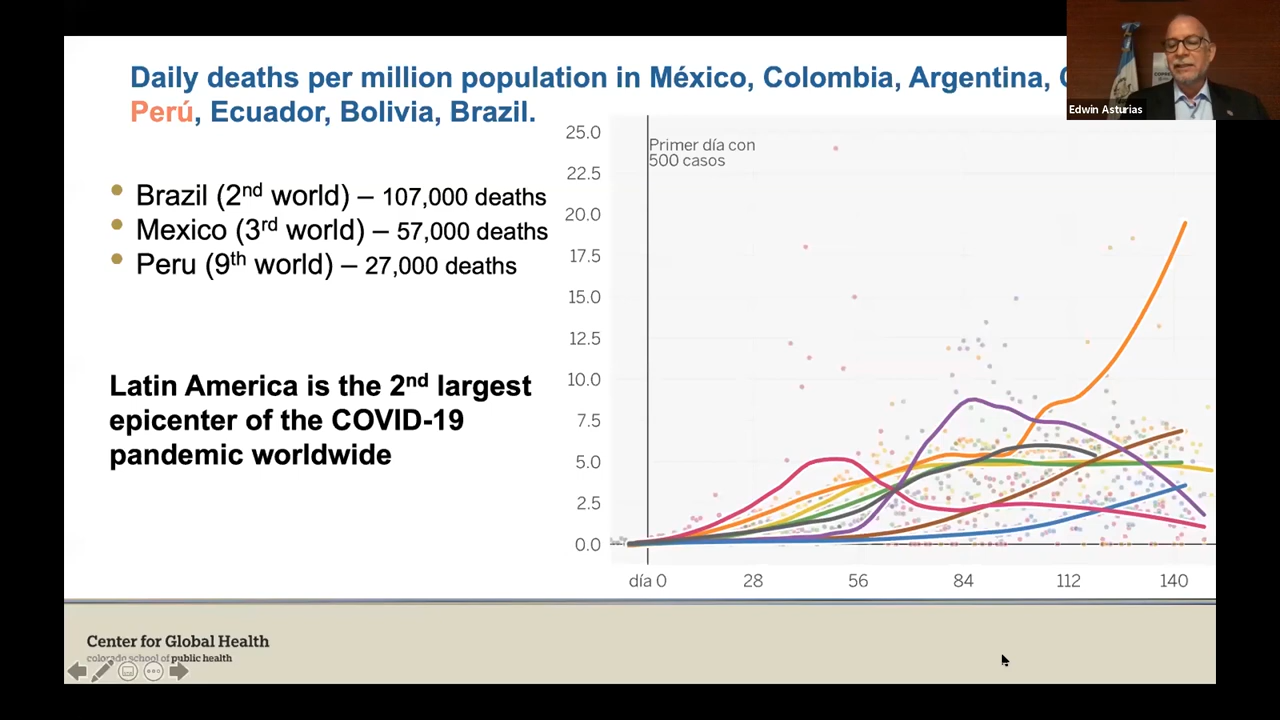 Daily deaths per million population in México, Colombia, Argentina,
Perú, Ecuador, Bolivia, Brazil.
Edwin Asturias
• Brazil (2nd world) – 107,000 deaths
• Mexico (3rd world) – 57,000 deaths
• Peru (9th world) – 27,000 deaths
Latin America is the 2nd largest
epicenter of the COVID-19
pandemic worldwide
Primer día con
500 casos
25.0
22.5
20.0
17.5
15.0
12.5
10.0
7.5
5.0
2.5
0.0
día 0 28 56 84 112 140
Center for Global Health
colorado school of public health